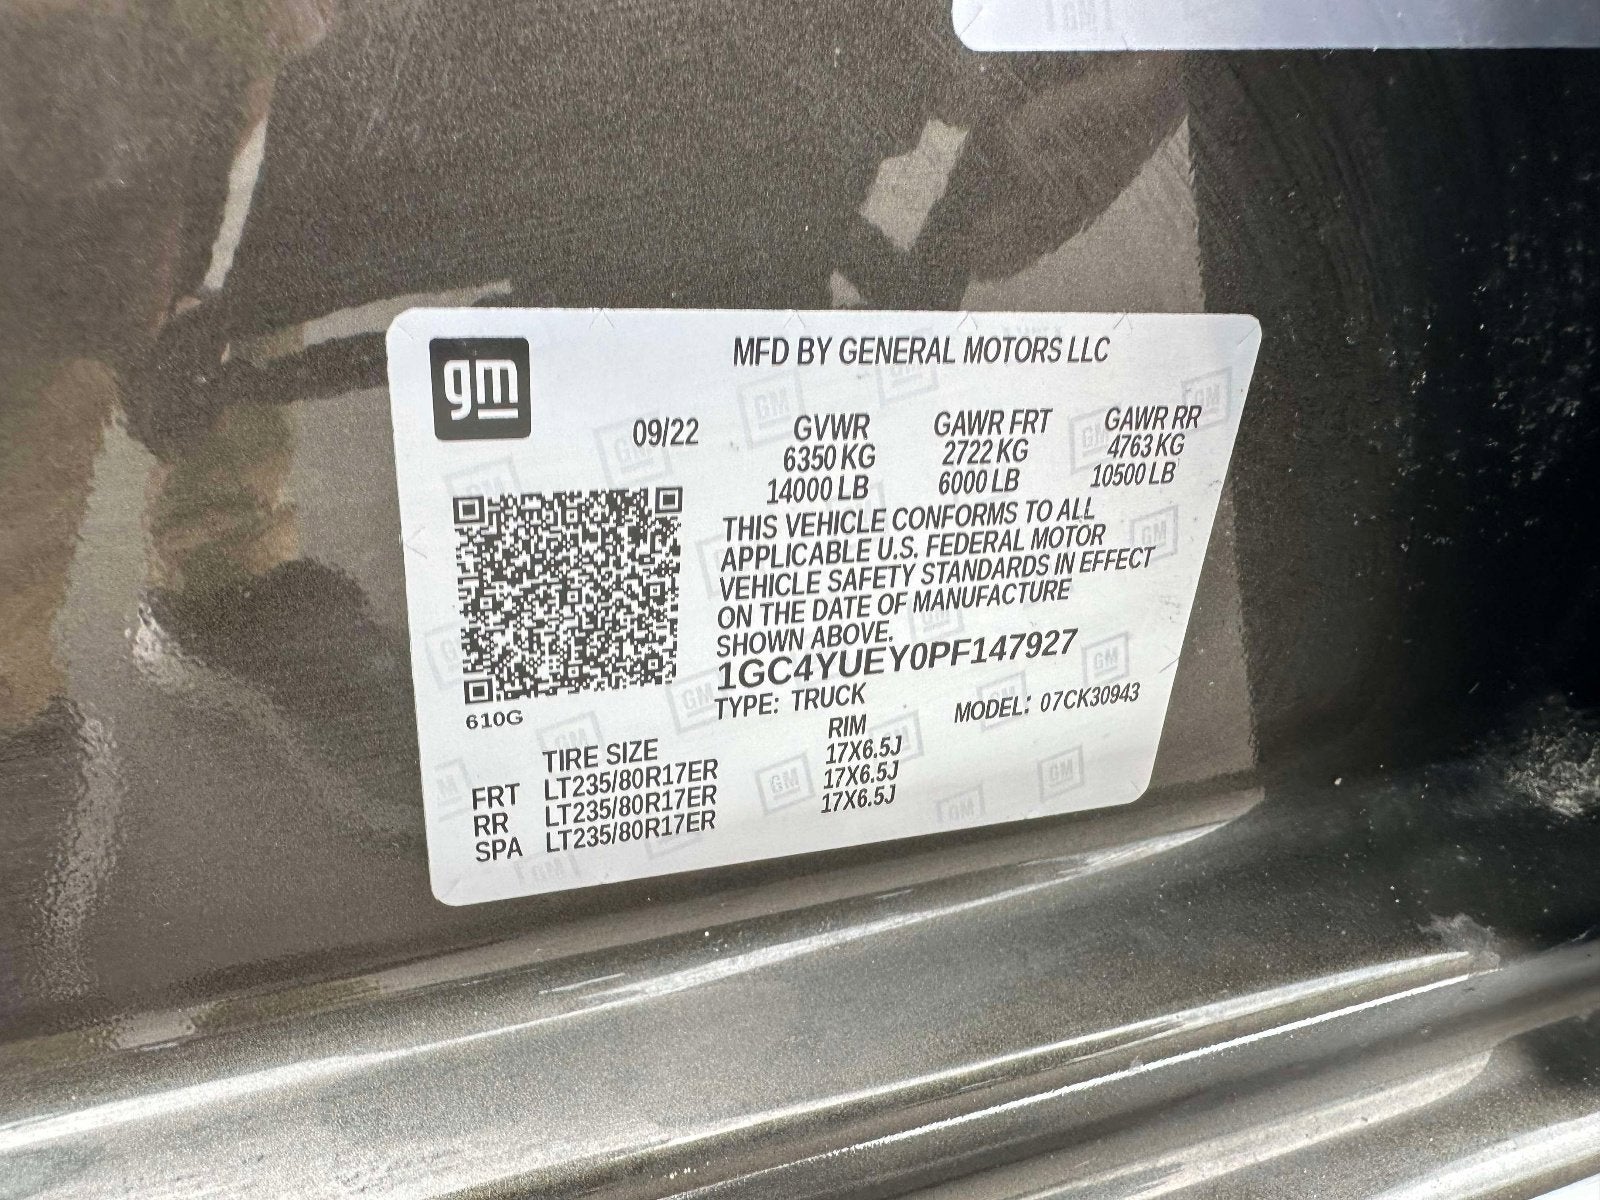 gm
MFD BY GENERAL MOTORS LLC
09/22 GVWR GAWR FRT GAWR RR
6350 KG 2722 KG 4763 KG
14000 LB 6000 LB 10500 LB
THIS VEHICLE CONFORMS TO ALL
APPLICABLE U.S. FEDERAL MOTOR
VEHICLE SAFETY STANDARDS IN EFFECT
ON THE DATE OF MANUFACTURE
SHOWN ABOVE.
1GC4YUEY0PF147927
TYPE: TRUCK MODEL: 07CK30943
610G
TIRE SIZE RIM
FRT LT235/80R17ER 17X6.5J
RR LT235/80R17ER 17X6.5J
SPA LT235/80R17ER 17X6.5J